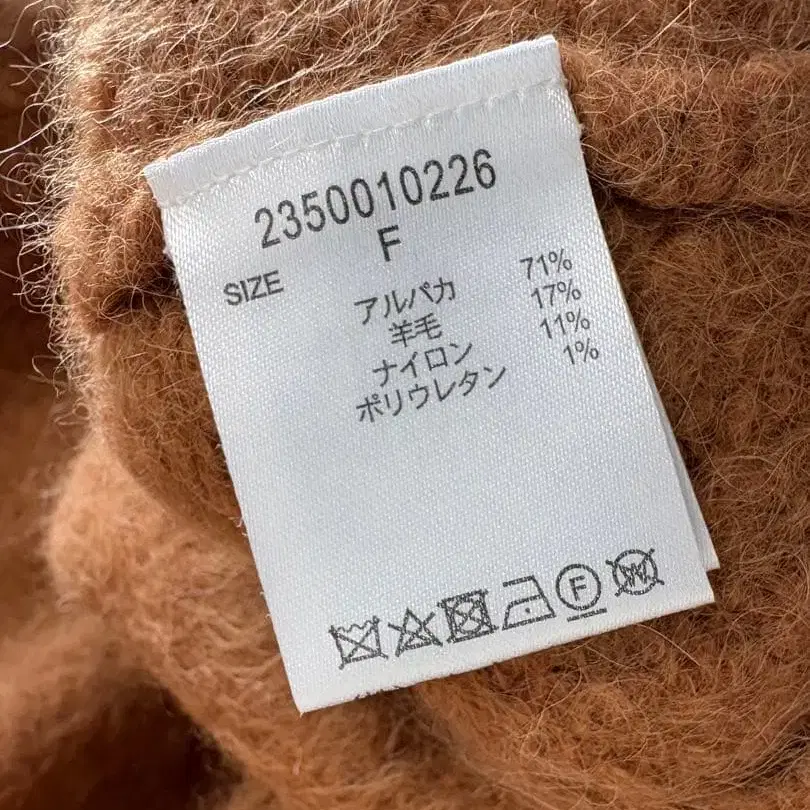 2350010226
F
SIZE
アルパカ 71%
羊毛 17%
ナイロン 11%
ポリウレタン 1%
F W